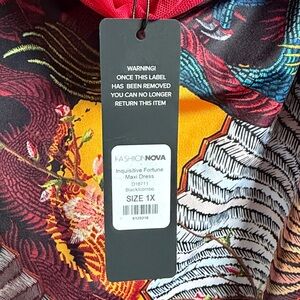 WARNING!
ONCE THIS LABEL
HAS BEEN REMOVED
YOU CAN NO LONGER
RETURN THIS ITEM
FASHIONNOVA
Inquisitive Fortune
Maxi Dress
D18711
Black/combo
SIZE 1X